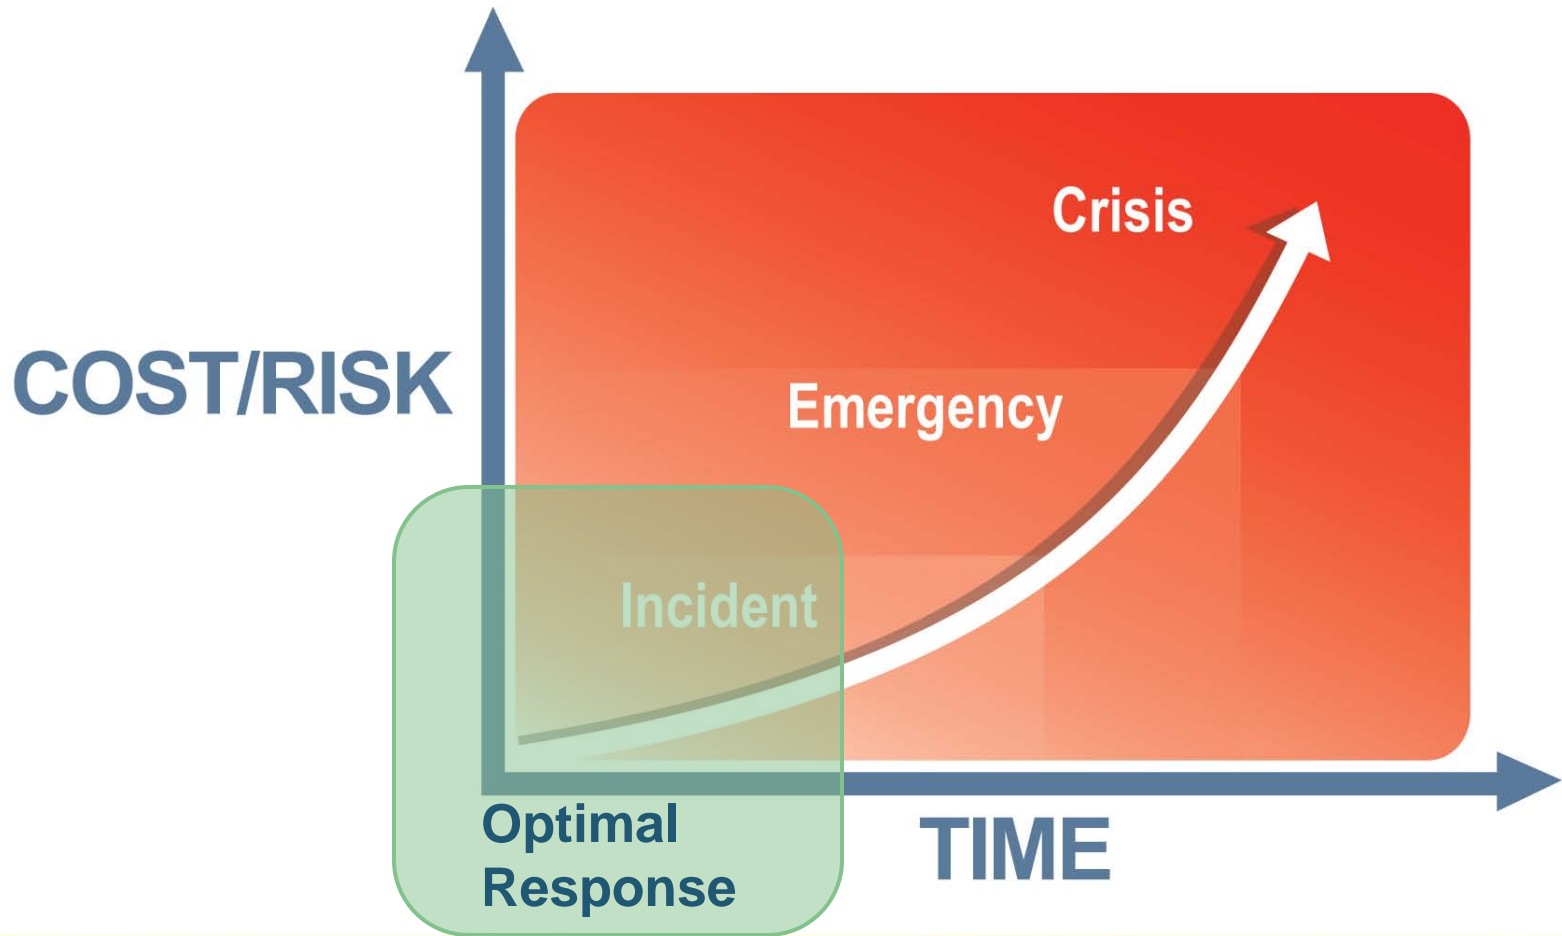 Crisis
COST/RISK
Emergency
Incident
Optimal
Response
TIME